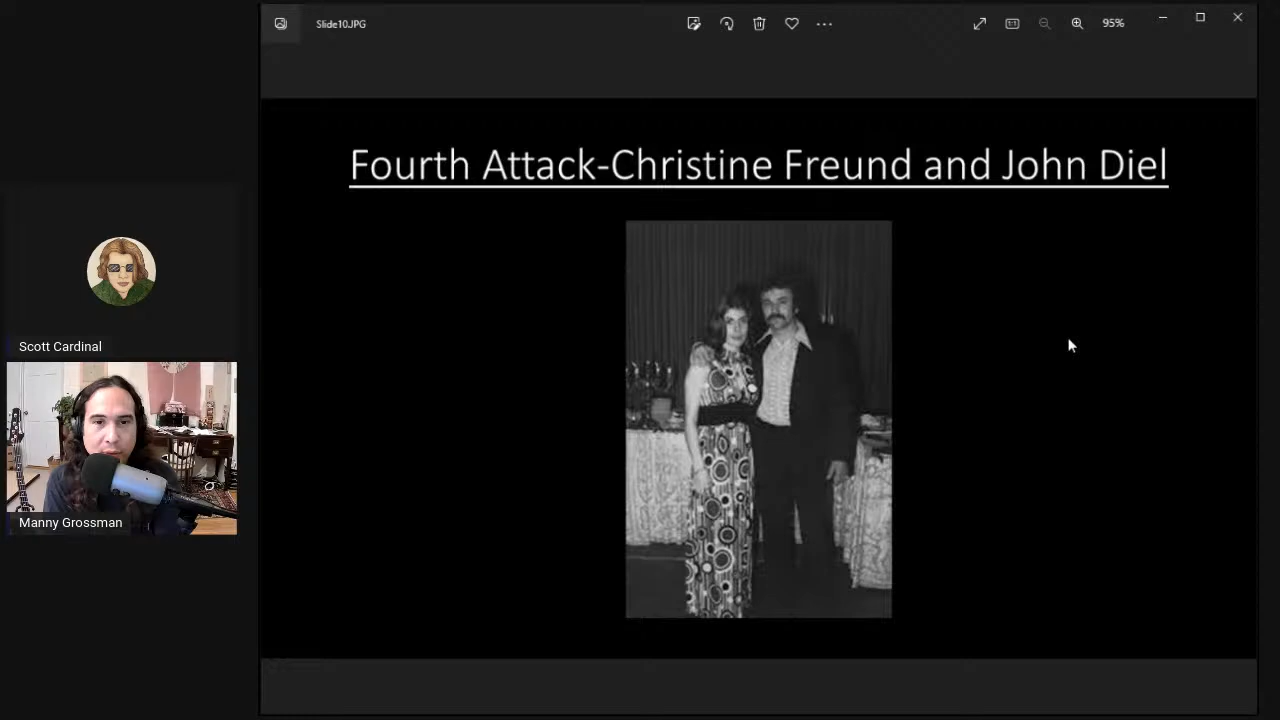 Slide10.JPG
95%
Fourth Attack-Christine Freund and John Diel
Scott Cardinal
Manny Grossman